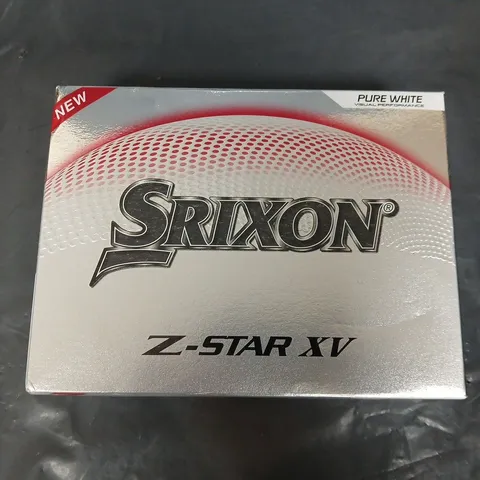 NEW
PURE WHITE
VISUAL PERFORMANCE
SRIXON®
Z-STAR XV